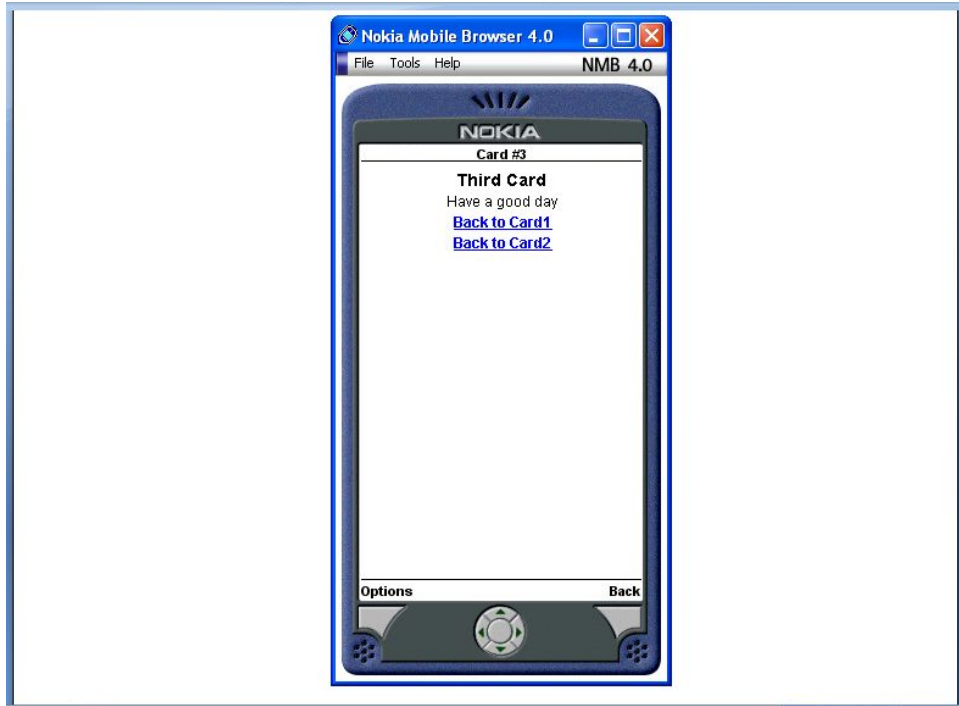 Nokia Mobile Browser 4.0
File Tools Help NMB 4.0
NOKIA
Card #3
Third Card
Have a good day
Back to Card1
Back to Card2
Options Back